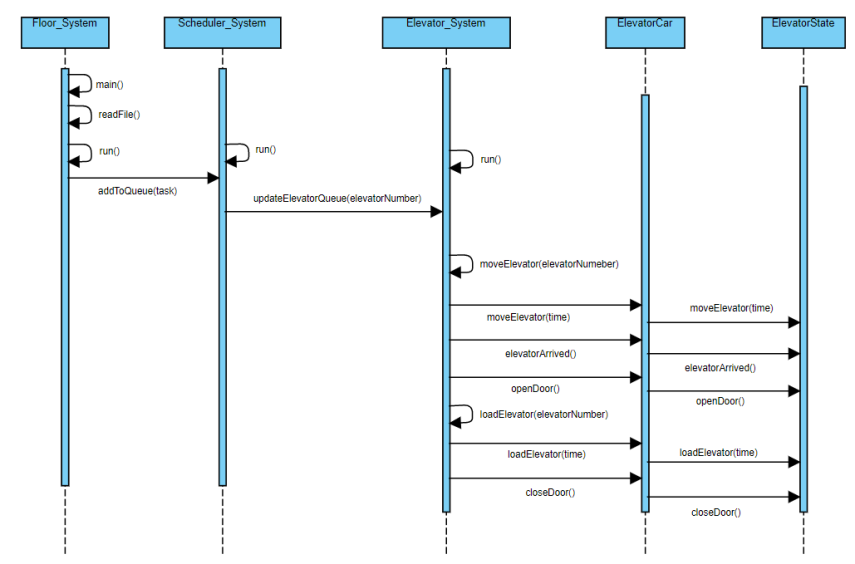 Floor_System
Scheduler_System
Elevator_System
ElevatorCar
ElevatorState
main()
readFile()
run()
run()
run()
addToQueue(task)
updateElevatorQueue(elevatorNumber)
moveElevator(elevatorNumeber)
moveElevator(time)
moveElevator(time)
elevatorArrived()
elevatorArrived()
openDoor()
openDoor()
loadElevator(elevatorNumber)
loadElevator(time)
loadElevator(time)
closeDoor()
closeDoor()